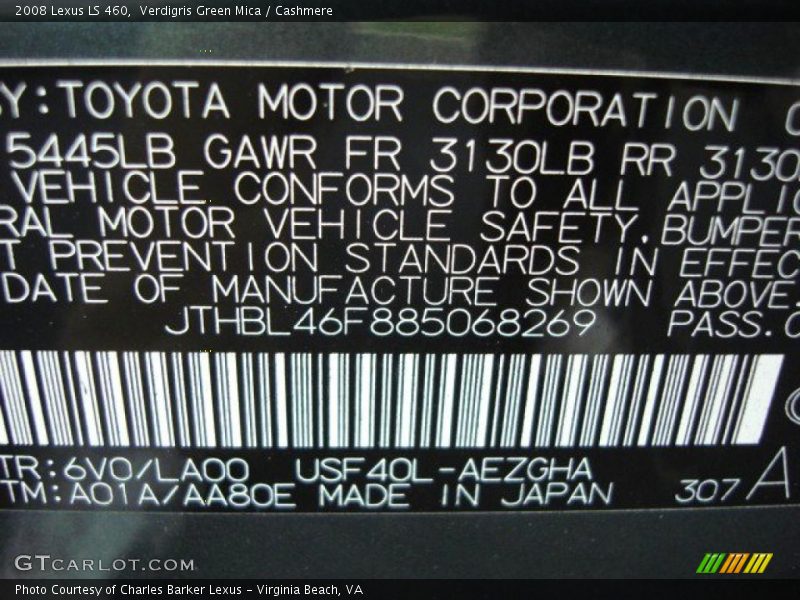 2008 Lexus LS 460, Verdigris Green Mica / Cashmere
Y:TOYOTA MOTOR CORPORATION
5445LB GAWR FR 3130LB RR 3130
VEHICLE CONFORMS TO ALL APPLIC
RAL MOTOR VEHICLE SAFETY, BUMPER
T PREVENTION STANDARDS IN EFFEC
DATE OF MANUFACTURE SHOWN ABOVE.
JTHBL46F885068269 PASS.C
TR:6V0/LA00 USF40L-AEZGHA
TM:A01A/AA80E MADE IN JAPAN 307 A
GTCARLOT.COM
Photo Courtesy of Charles Barker Lexus - Virginia Beach, VA